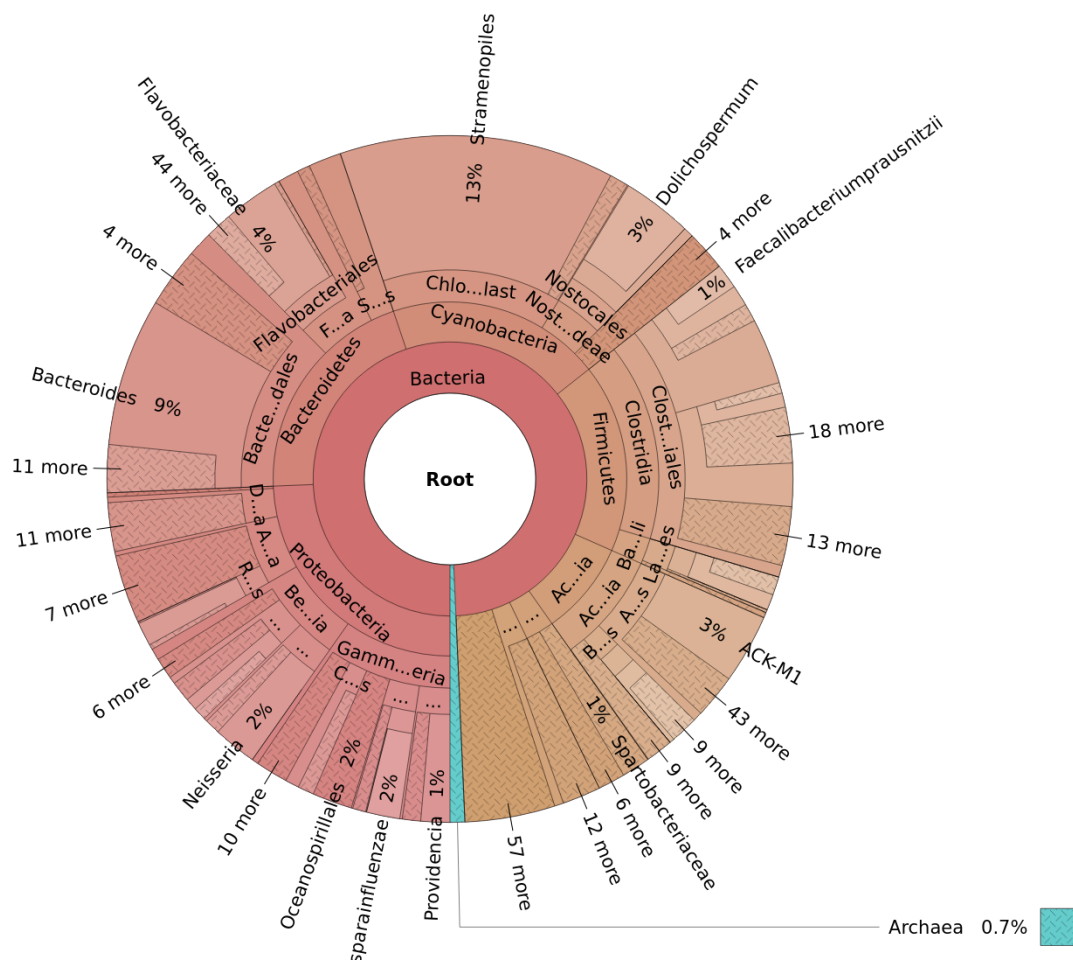 Root
Bacteria
Bacteroidetes
Cyanobacteria
Firmicutes
Proteobacteria
Ac...ia
...
...
Chlo...last
Nost...deae
Nostocales
Stramenopiles
13%
Dolichospermum
3%
4 more
Faecalibacteriumprausnitzii
1%
Clostridia
Clost...iales
18 more
13 more
Ba...li
La...es
Ac...ia
A...s
B...s
3%
ACK-M1
43 more
9 more
9 more
Spartobacteriaceae
1%
6 more
12 more
57 more
Archaea 0.7%
Providencia
1%
sparainfluenzae
2%
Oceanospirillales
2%
10 more
Neisseria
2%
6 more
7 more
11 more
11 more
Bacteroides 9%
4 more
44 more
Flavobacteriaceae
4%
Flavobacteriales
F...a
S...s
Bacte...dales
D...a
A...a
R...s
Be...ia
...
...
Gamm...eria
C...s
...
...